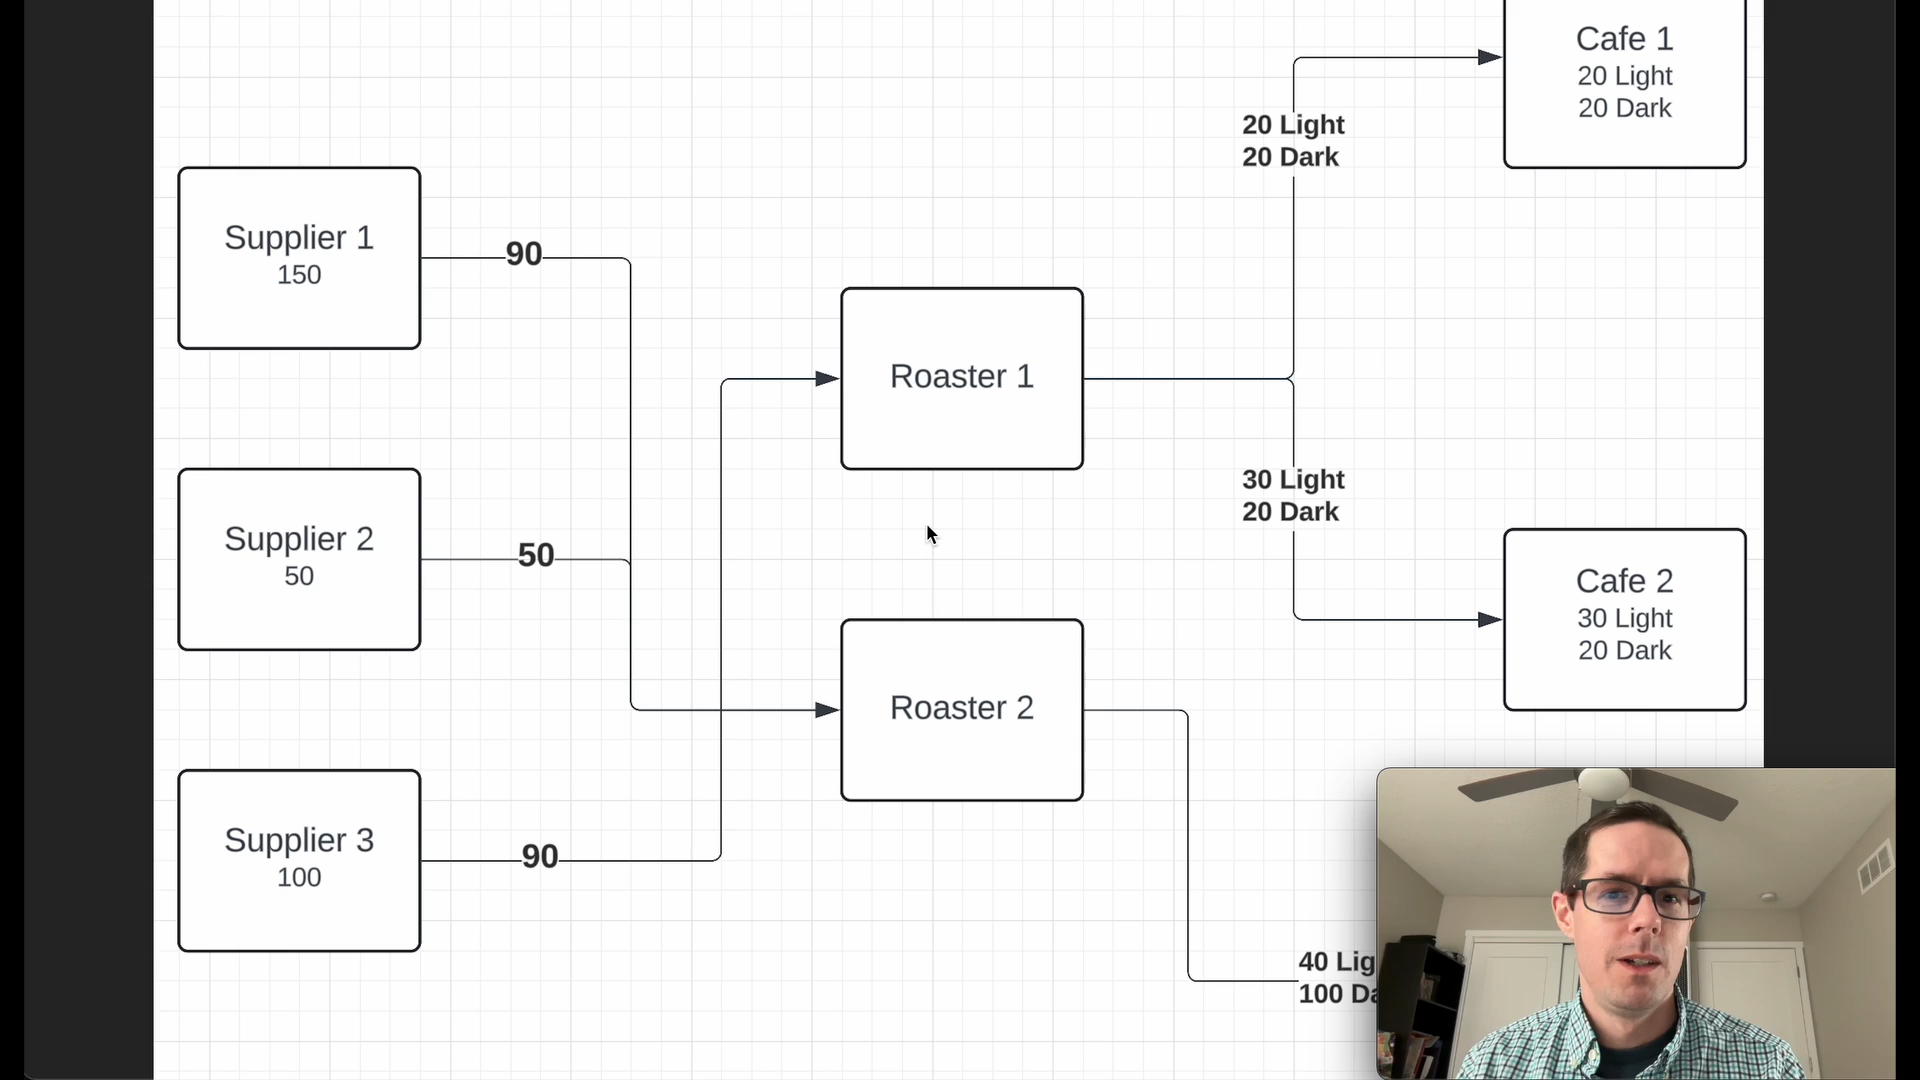 Cafe 1
20 Light
20 Dark
20 Light
20 Dark
Supplier 1
150
90
Roaster 1
30 Light
20 Dark
Supplier 2
50
50
Cafe 2
30 Light
20 Dark
Roaster 2
Supplier 3
100
90
40
100